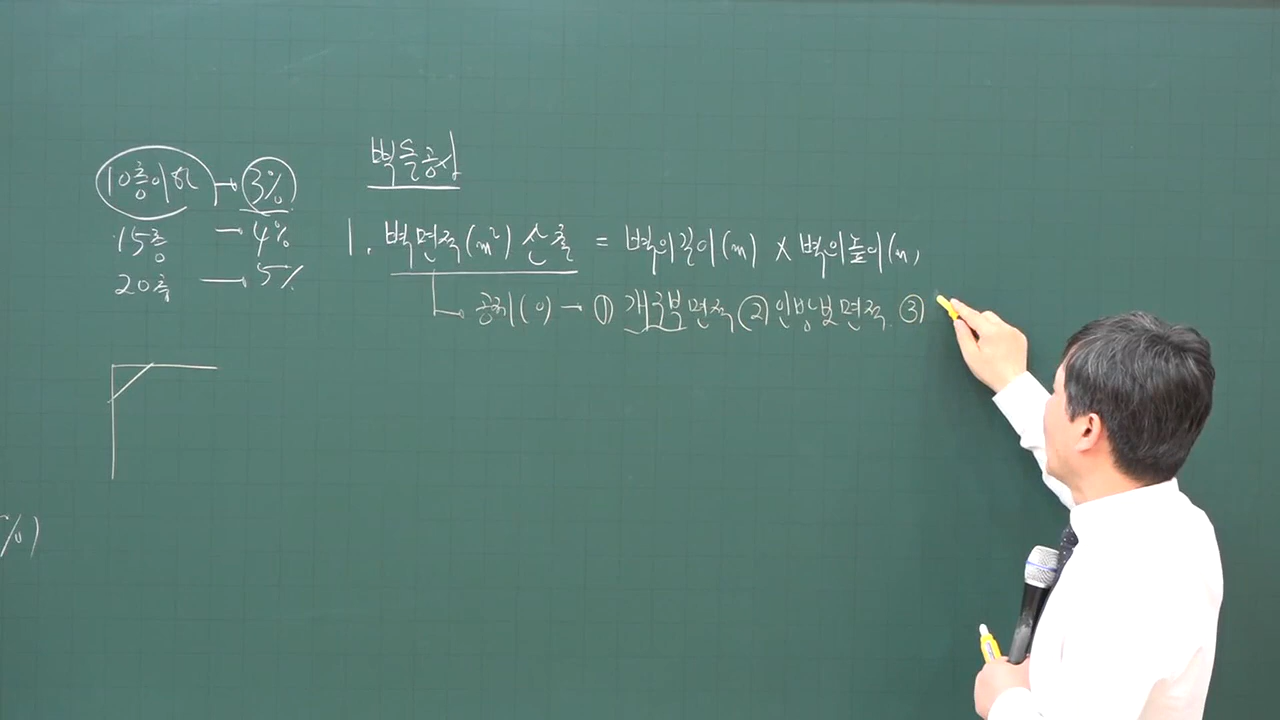 10층이하 → 3%
15층 → 4%
20층 → 5%
벽돌공사
1. 벽면적(m²) 산출 = 벽의길이(m) × 벽의높이(m)
공제(0) → ① 개구부면적 ② 인방보면적. ③
%)